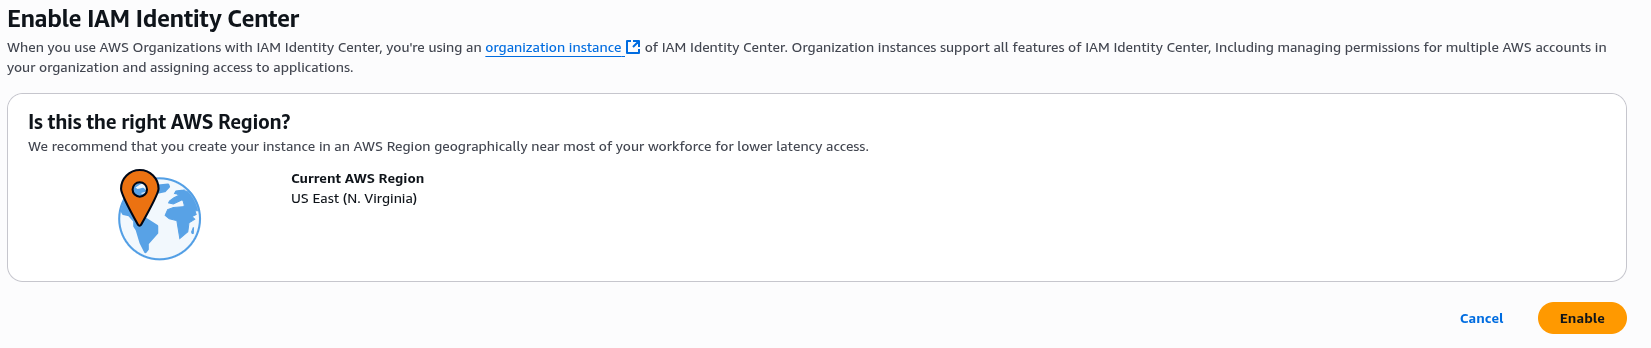 Enable IAM Identity Center
When you use AWS Organizations with IAM Identity Center, you're using an organization instance of IAM Identity Center. Organization instances support all features of IAM Identity Center, Including managing permissions for multiple AWS accounts in
your organization and assigning access to applications.
Is this the right AWS Region?
We recommend that you create your instance in an AWS Region geographically near most of your workforce for lower latency access.
Current AWS Region
US East (N. Virginia)
Cancel
Enable